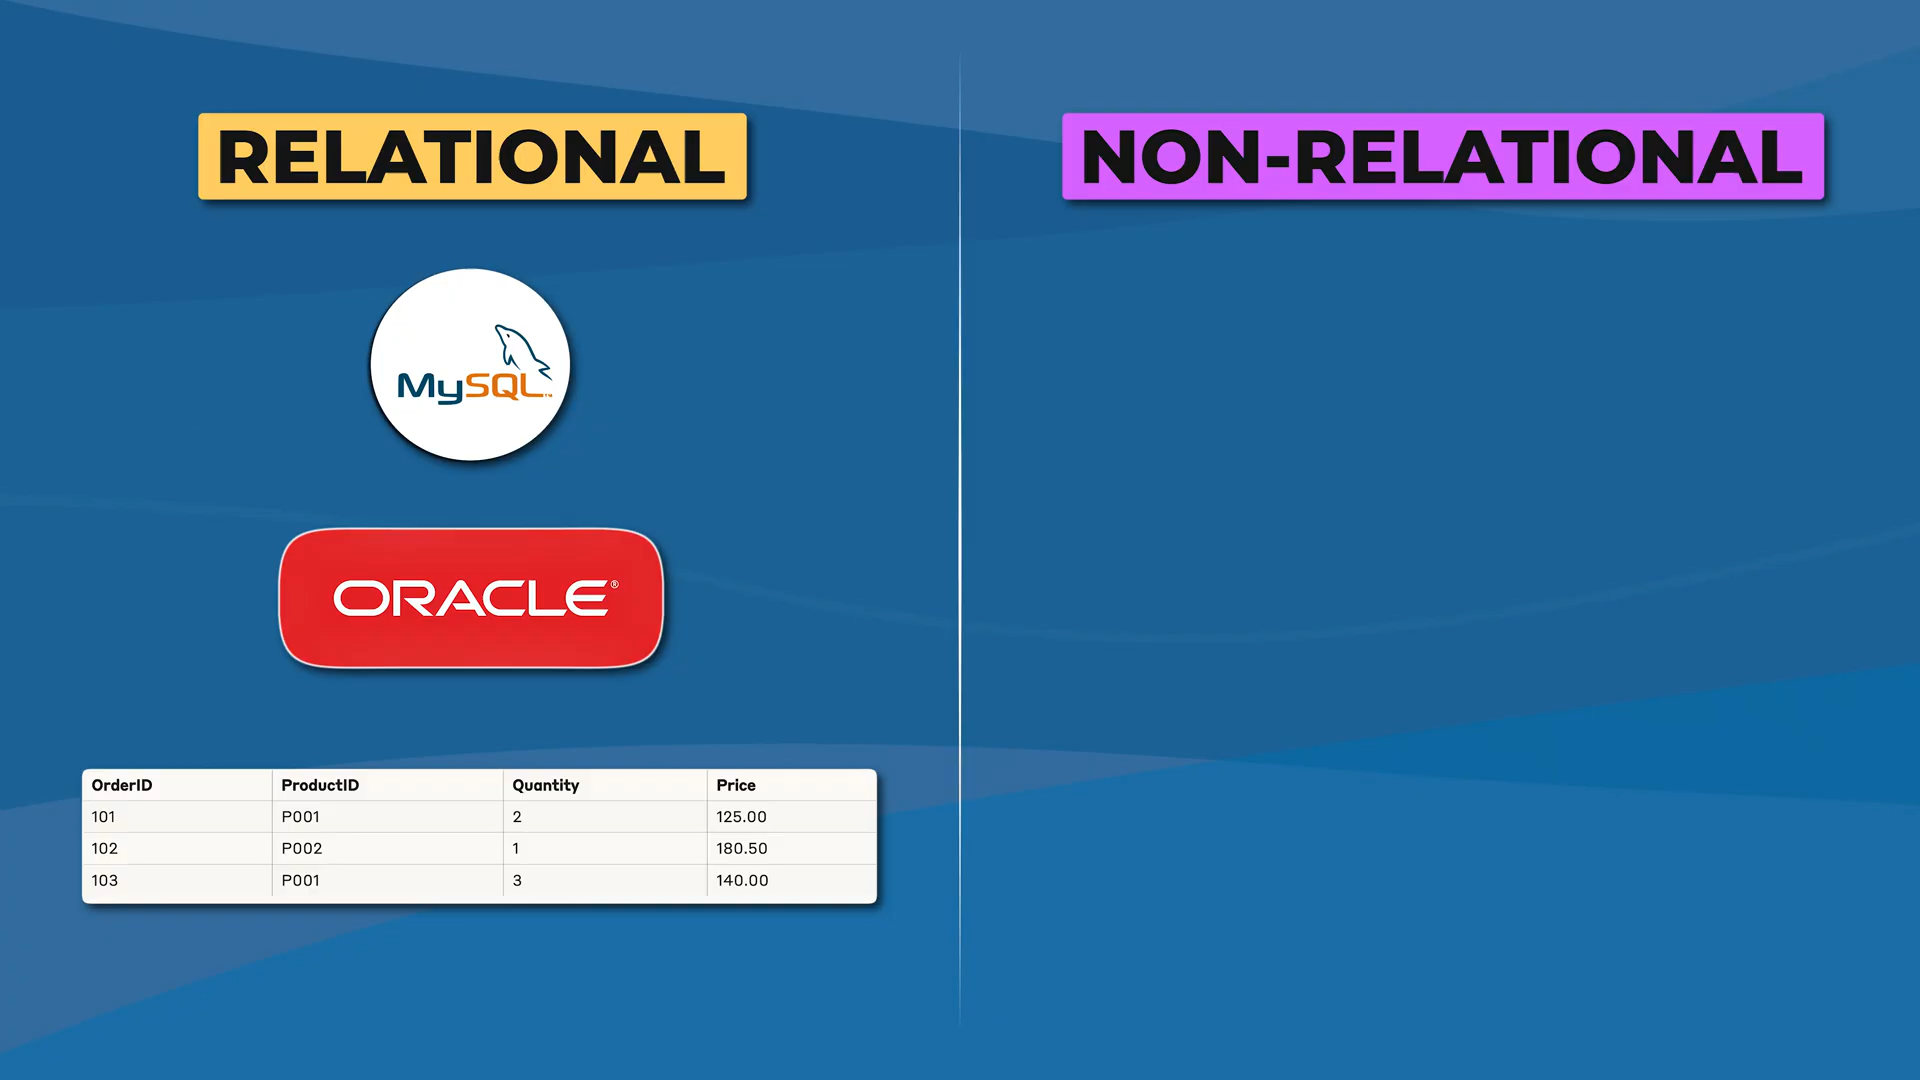 RELATIONAL
MySQL™
ORACLE®
OrderID ProductID Quantity Price
101 P001 2 125.00
102 P002 1 180.50
103 P001 3 140.00
NON-RELATIONAL